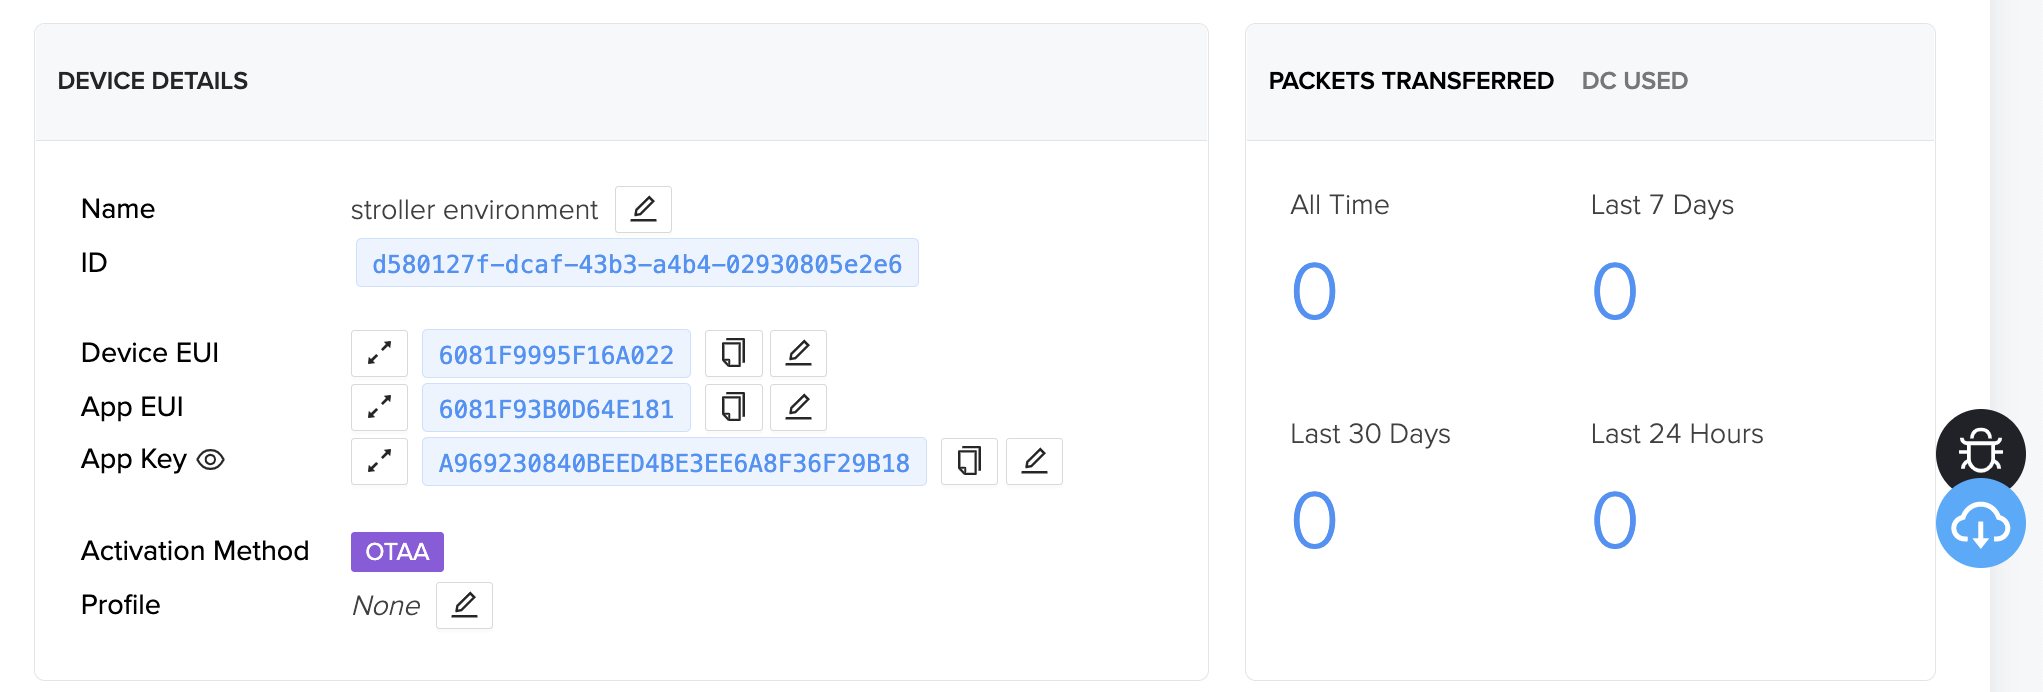 DEVICE DETAILS
Name stroller environment
ID d580127f-dcaf-43b3-a4b4-02930805e2e6
Device EUI 6081F9995F16A022
App EUI 6081F93B0D64E181
App Key A969230840BEED4BE3EE6A8F36F29B18
Activation Method OTAA
Profile None
PACKETS TRANSFERRED DC USED
All Time Last 7 Days
0 0
Last 30 Days Last 24 Hours
0 0